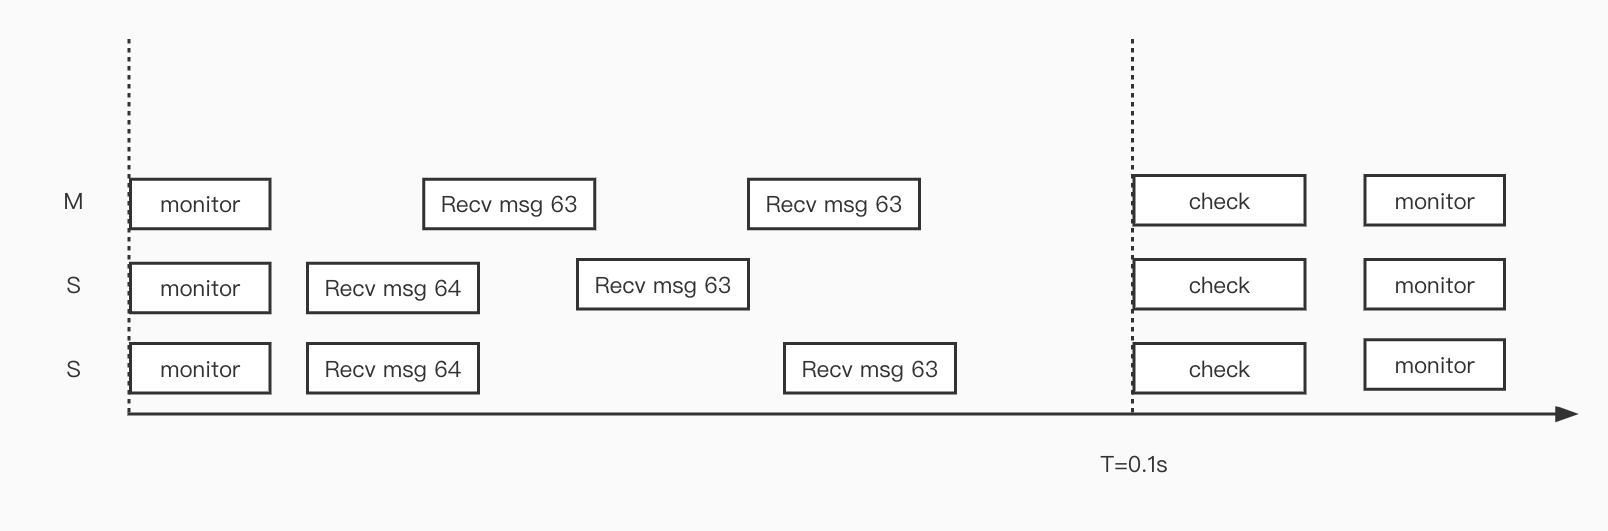 M monitor Recv msg 63 Recv msg 63 check monitor
S monitor Recv msg 64 Recv msg 63 check monitor
S monitor Recv msg 64 Recv msg 63 check monitor
T=0.1s